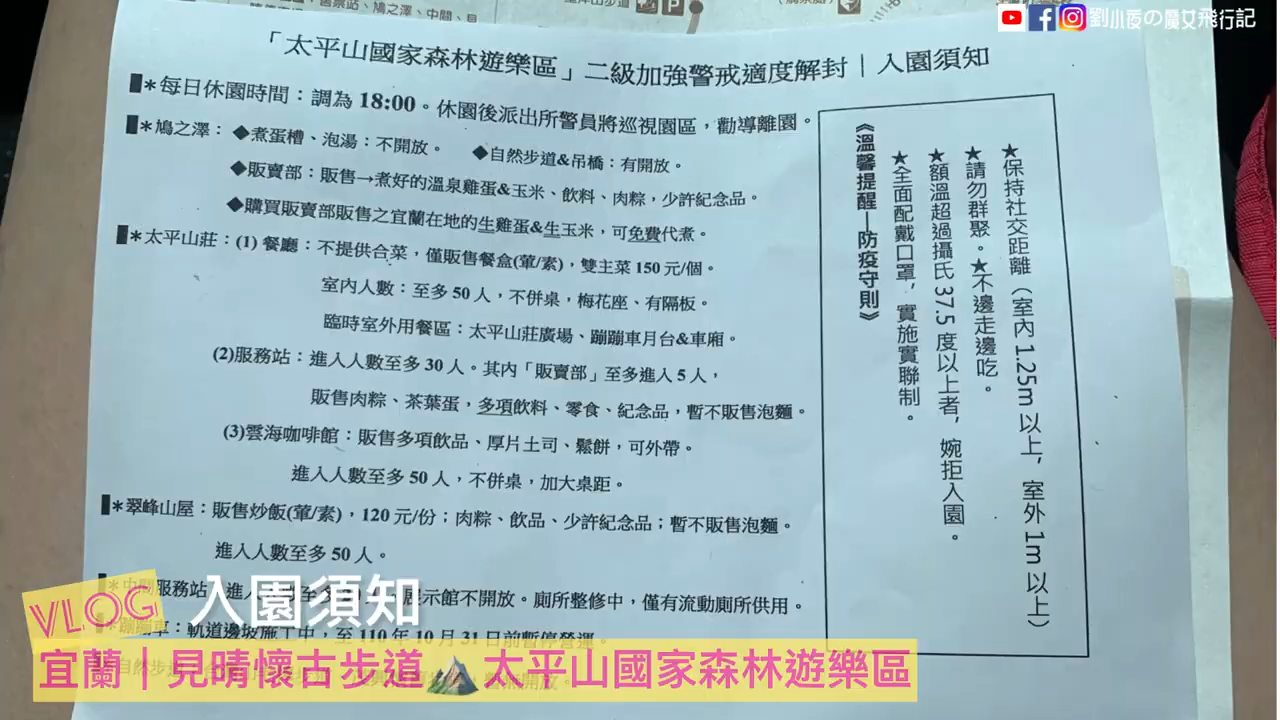 劉小夜の魔女飛行記
P
「太平山國家森林遊樂區」二級加強警戒適度解封｜入園須知
＊每日休園時間：調為 18:00。休園後派出所警員將巡視園區，勸導離園。
＊鳩之澤：◆煮蛋槽、泡湯：不開放。 ◆自然步道&吊橋：有開放。
◆販賣部：販售→煮好的溫泉雞蛋&玉米、飲料、肉粽，少許紀念品。
◆購買販賣部販售之宜蘭在地的生雞蛋&生玉米，可免費代煮。
＊太平山莊：(1) 餐廳：不提供合菜，僅販售餐盒(葷/素)，雙主菜 150 元/個。
室內人數：至多 50 人，不併桌，梅花座、有隔板。
臨時室外用餐區：太平山莊廣場、蹦蹦車月台&車廂。
(2)服務站：進入人數至多 30 人。其內「販賣部」至多進入 5 人，
販售肉粽、茶葉蛋，多項飲料、零食、紀念品，暫不販售泡麵。
(3)雲海咖啡館：販售多項飲品、厚片土司、鬆餅，可外帶。
進入人數至多 50 人，不併桌，加大桌距。
＊翠峰山屋：販售炒飯(葷/素)，120 元/份；肉粽、飲品、少許紀念品；暫不販售泡麵。
進入人數至多 50 人。
服務站：進入 展示館不開放。廁所整修中，僅有流動廁所供用。
車：軌道邊坡施工中，至 110 年 10 月 31 日前暫停營運。
自然步道
《溫馨提醒—防疫守則》
★保持社交距離（室內 1.25m 以上，室外 1m 以上）
★請勿群聚。★不邊走邊吃。
★額溫超過攝氏 37.5 度以上者，婉拒入園。
★全面配戴口罩，實施實聯制。
VLOG
入園須知
宜蘭｜見晴懷古步道 太平山國家森林遊樂區